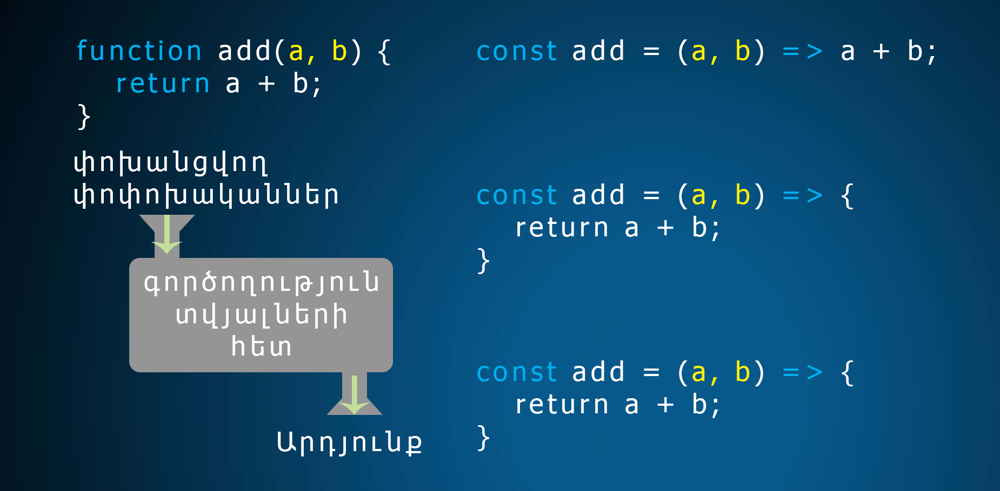 function add(a, b) {
return a + b;
}
փոխանցվող
փոփոխականներ
գործողություն
տվյալների
հետ
Արդյունք
const add = (a, b) => a + b;
const add = (a, b) => {
return a + b;
}
const add = (a, b) => {
return a + b;
}